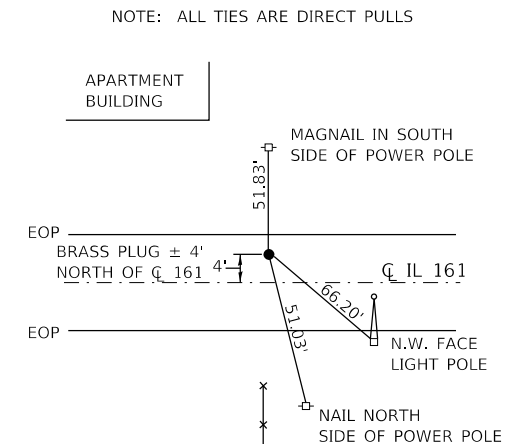 NOTE: ALL TIES ARE DIRECT PULLS
APARTMENT
BUILDING
MAGNAIL IN SOUTH
SIDE OF POWER POLE
51.83'
EOP
BRASS PLUG ± 4'
NORTH OF ℄ 161
4'
℄ IL 161
66.20'
51.03'
EOP
N.W. FACE
LIGHT POLE
NAIL NORTH
SIDE OF POWER POLE